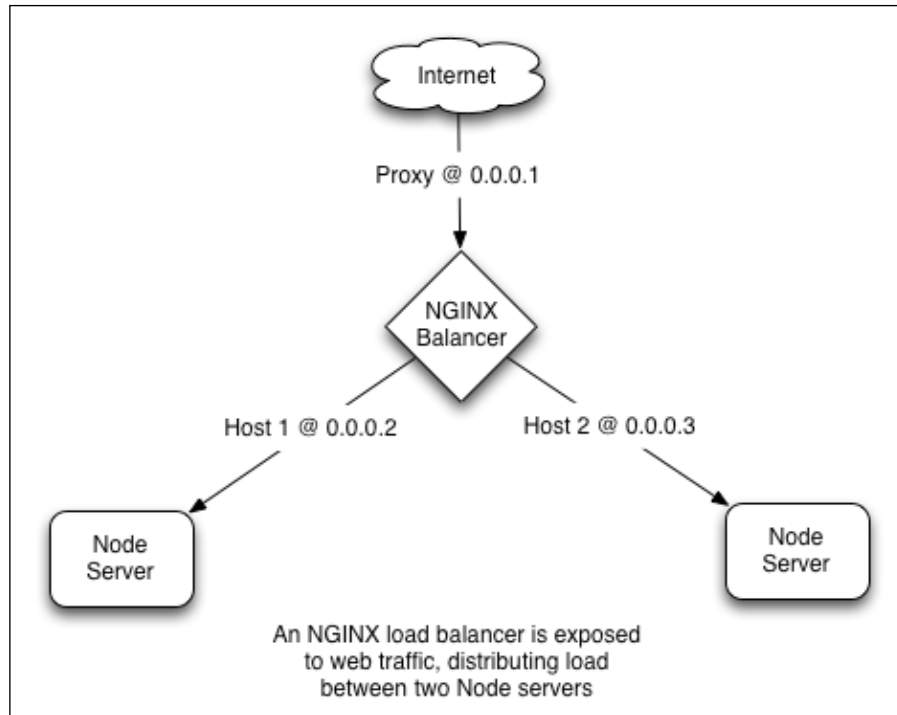 Internet
Proxy @ 0.0.0.1
NGINX
Balancer
Host 1 @ 0.0.0.2
Host 2 @ 0.0.0.3
Node
Server
Node
Server
An NGINX load balancer is exposed
to web traffic, distributing load
between two Node servers